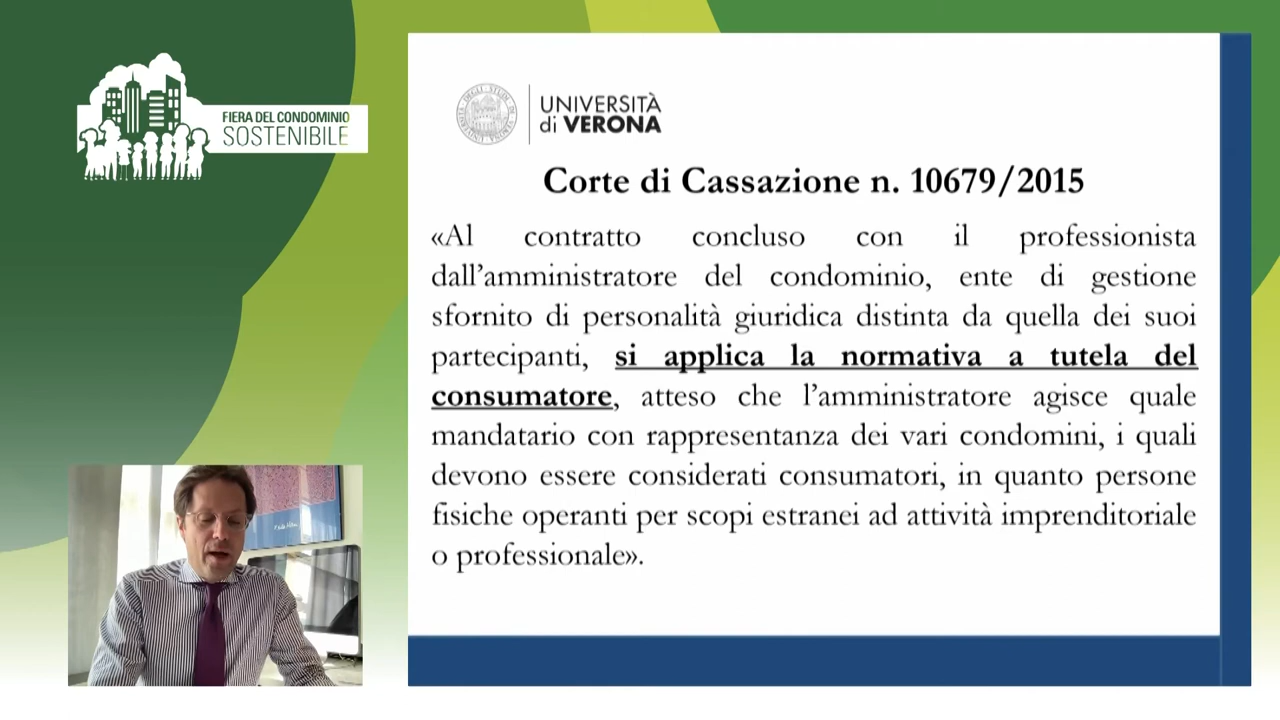 FIERA DEL CONDOMINIO
SOSTENIBILE
UNIVERSITÀ
di VERONA
Corte di Cassazione n. 10679/2015
«Al contratto concluso con il professionista
dall’amministratore del condominio, ente di gestione
sfornito di personalità giuridica distinta da quella dei suoi
partecipanti, si applica la normativa a tutela del
consumatore, atteso che l’amministratore agisce quale
mandatario con rappresentanza dei vari condomini, i quali
devono essere considerati consumatori, in quanto persone
fisiche operanti per scopi estranei ad attività imprenditoriale
o professionale».